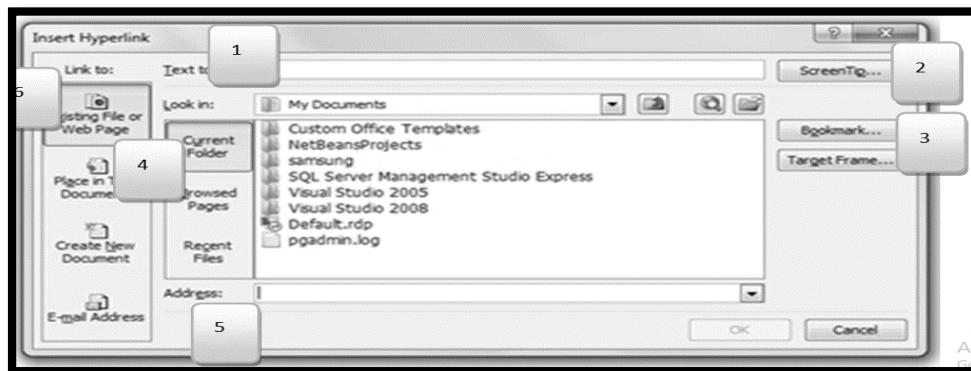 Insert Hyperlink
1
Link to:
Text to
ScreenTip...
2
6
Existing File or
Web Page
Look in:
My Documents
Current
Folder
Custom Office Templates
NetBeansProjects
samsung
SQL Server Management Studio Express
Visual Studio 2005
Visual Studio 2008
Default.rdp
pgadmin.log
Bookmark...
3
Target Frame...
4
Place in
Browsed
Pages
Create New
Document
Recent
Files
E-mail Address
Address:
5
OK
Cancel